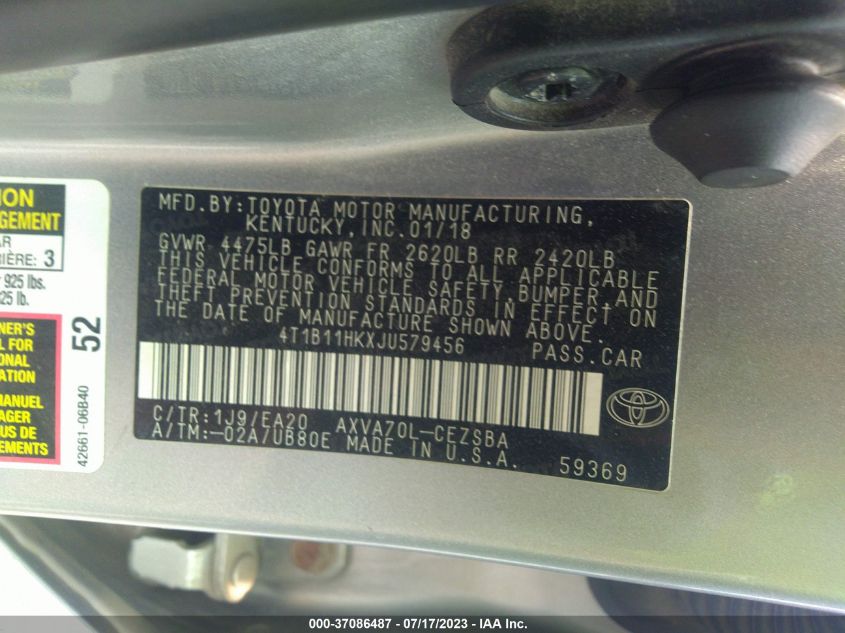 ION
GEMENT
AR
RIÈRE: 3
r 925 lbs.
25 lb.
NER'S
L FOR
ONAL
MANUEL
AGER
US DE
EMENTS
52
42661-06B40
MFD.BY:TOYOTA MOTOR MANUFACTURING,
KENTUCKY, INC.01/18
GVWR 4475LB GAWR FR 2620LB RR 2420LB
THIS VEHICLE CONFORMS TO ALL APPLICABLE
FEDERAL MOTOR VEHICLE SAFETY, BUMPER, AND
THEFT PREVENTION STANDARDS IN EFFECT ON
THE DATE OF MANUFACTURE SHOWN ABOVE.
4T1B11HKXJU579456 PASS.CAR
C/TR:1J9/EA20 AXVA70L-CEZSBA
A/TM:-02A/UB80E MADE IN U.S.A.
59369
000-37086487 - 07/17/2023 - IAA Inc.